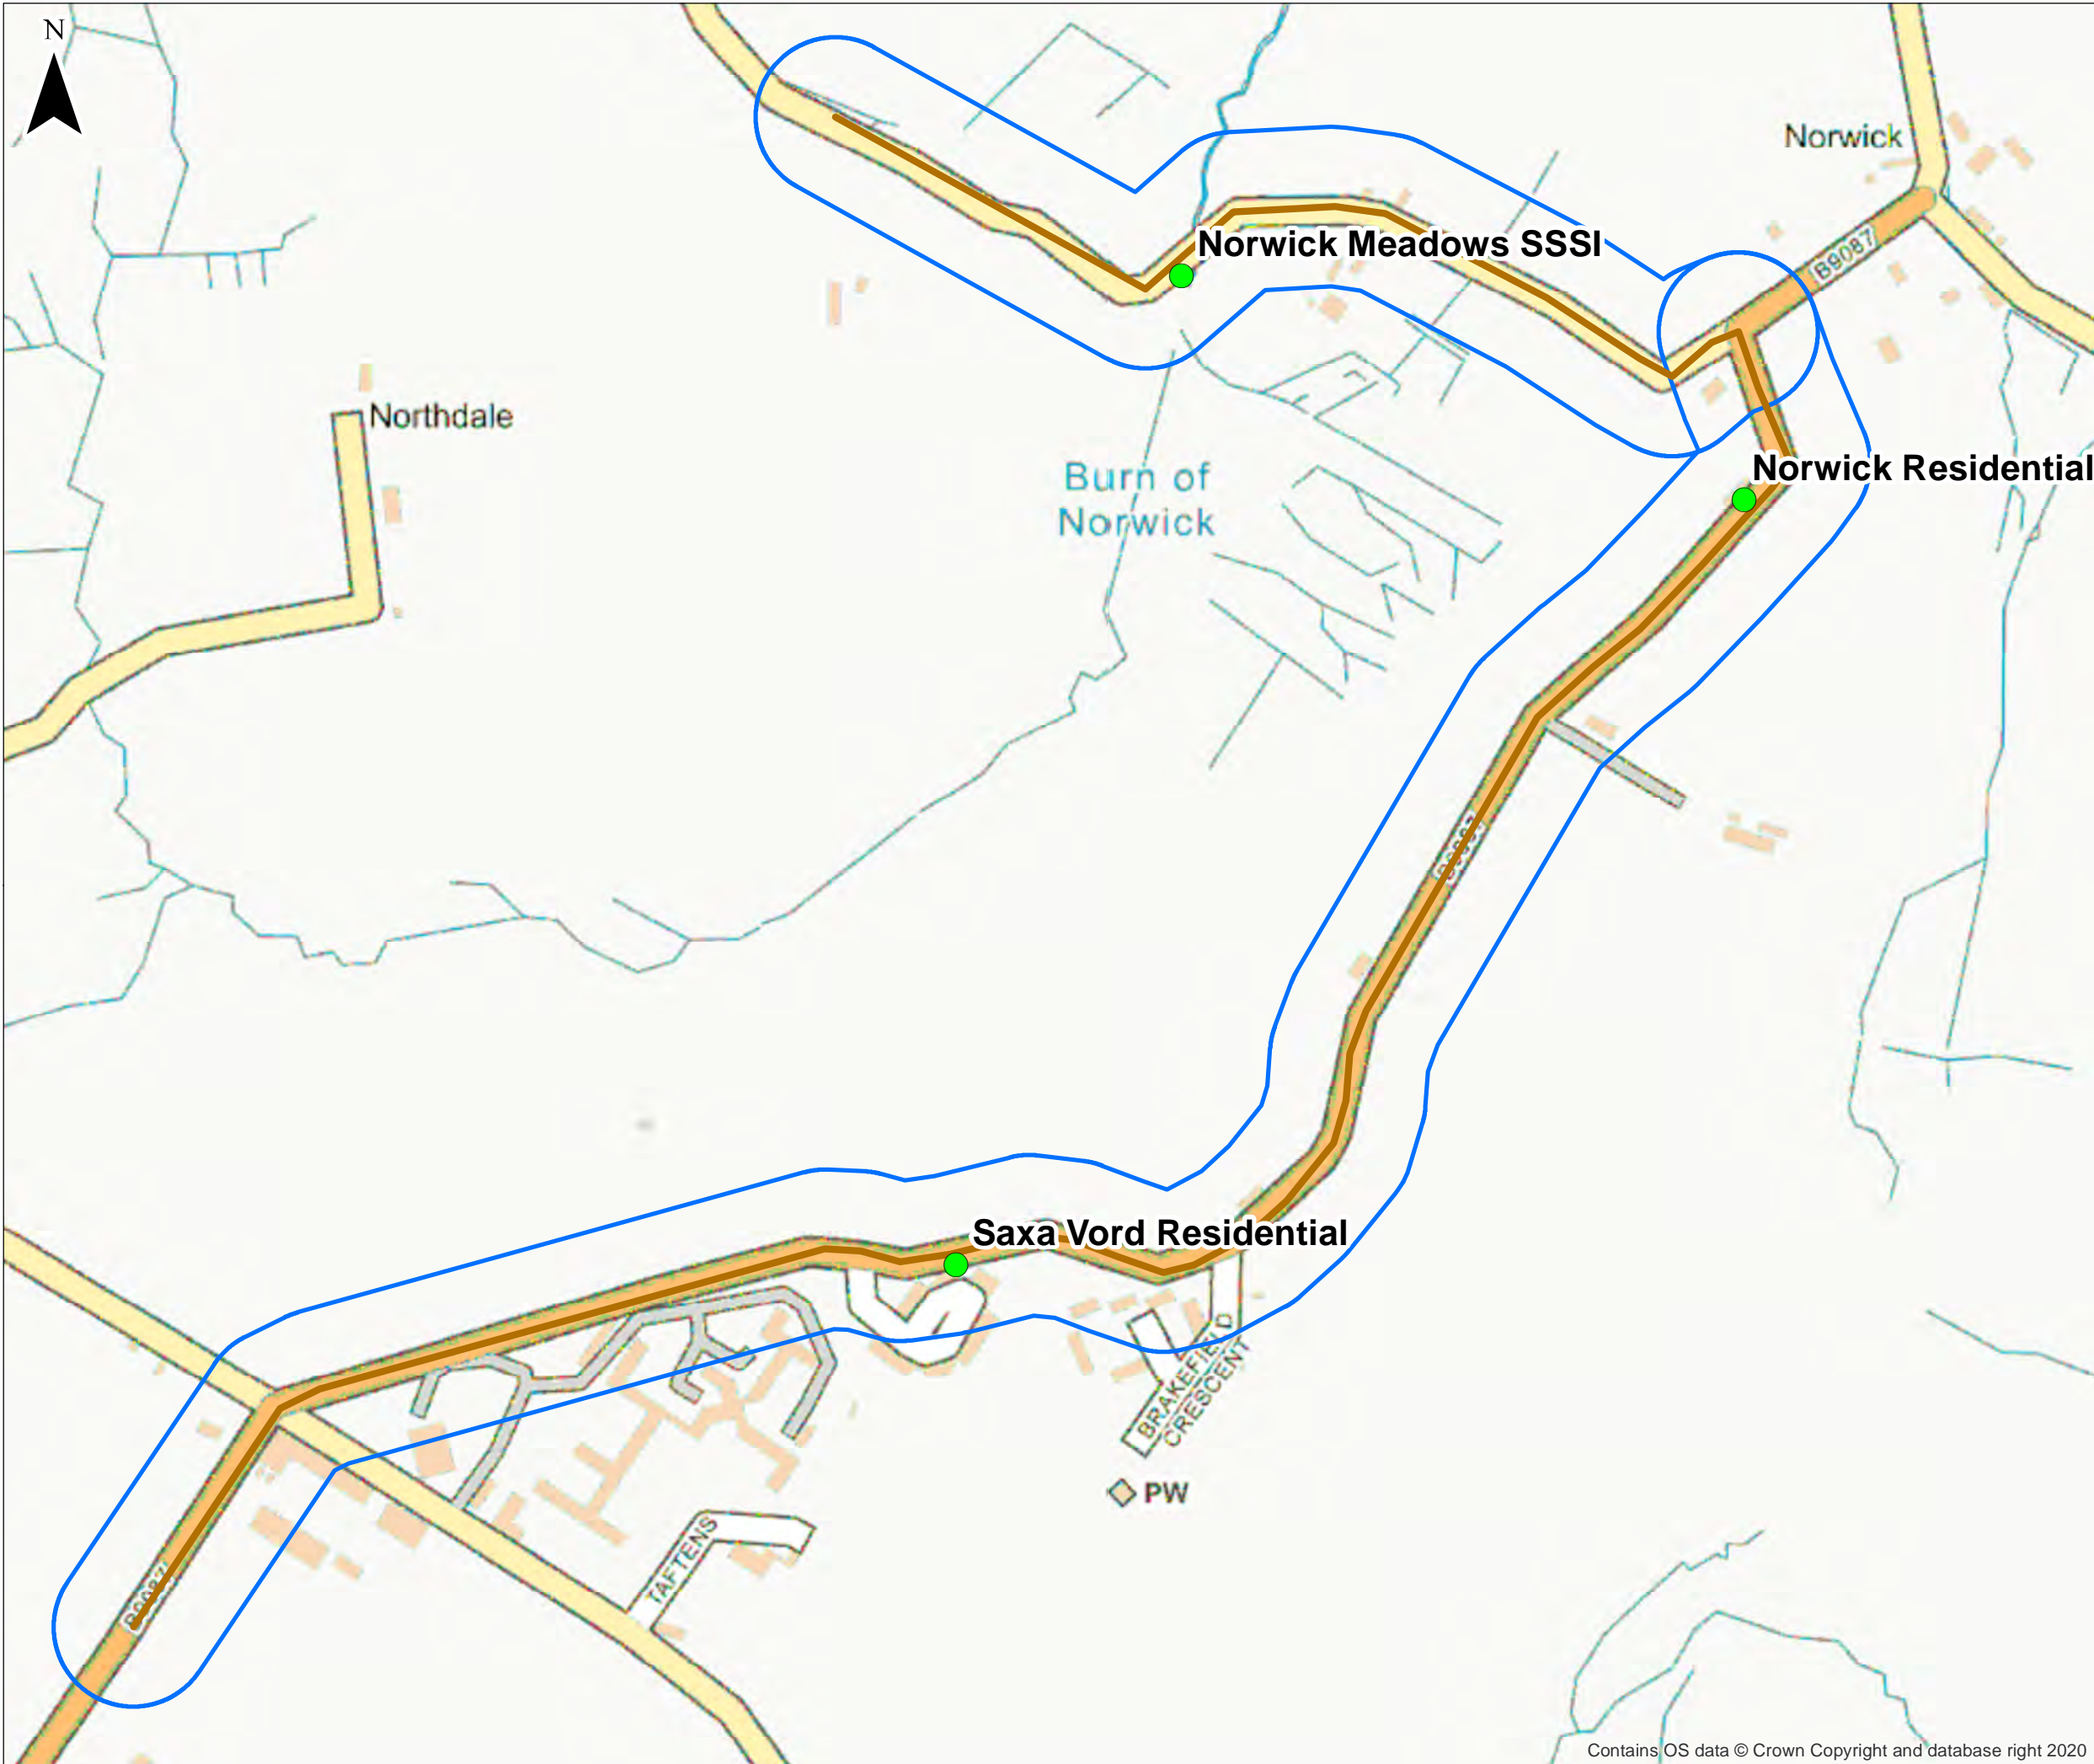 N
Norwick
B9087
Norwick Meadows SSSI
Northdale
Norwick Residential
Burn of
Norwick
Saxa Vord Residential
BRAKEFIELD
CRESCENT
PW
TAFTENS
Contains OS data © Crown Copyright and database right 2020